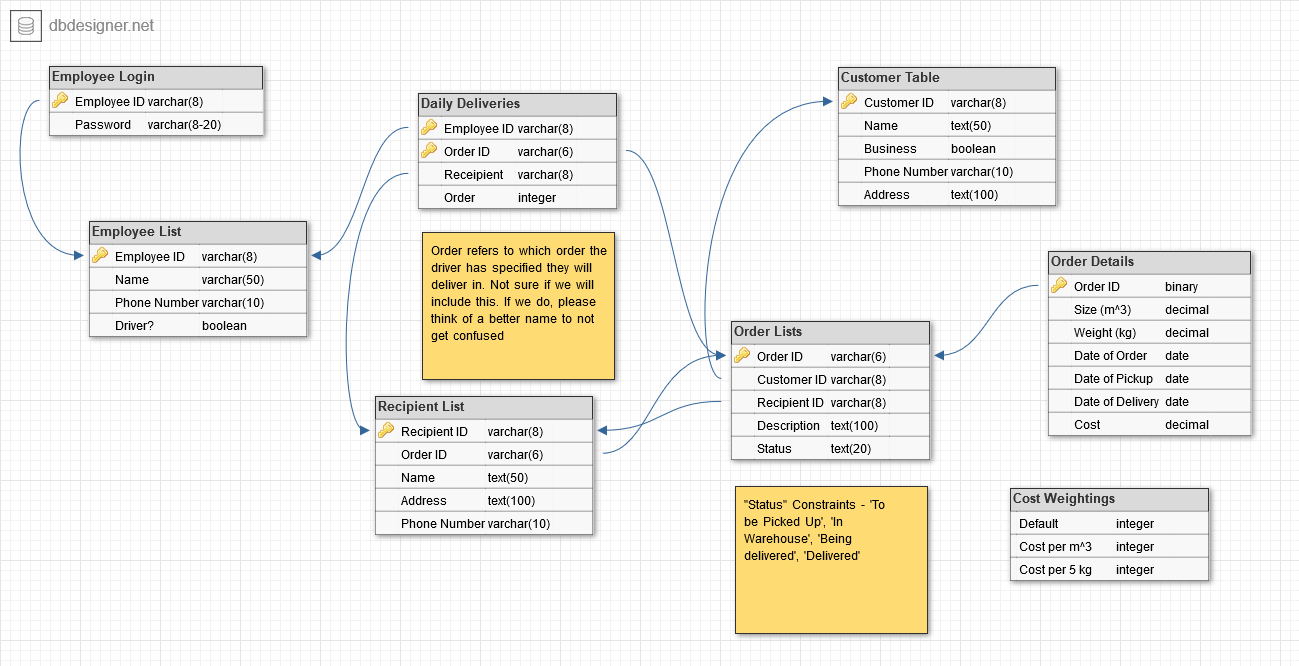 dbdesigner.net
Employee Login
Employee ID varchar(8)
Password varchar(8-20)
Employee List
Employee ID varchar(8)
Name varchar(50)
Phone Number varchar(10)
Driver? boolean
Daily Deliveries
Employee ID varchar(8)
Order ID varchar(6)
Receipient varchar(8)
Order integer
Order refers to which order the
driver has specified they will
deliver in. Not sure if we will
include this. If we do, please
think of a better name to not
get confused
Recipient List
Recipient ID varchar(8)
Order ID varchar(6)
Name text(50)
Address text(100)
Phone Number varchar(10)
Customer Table
Customer ID varchar(8)
Name text(50)
Business boolean
Phone Number varchar(10)
Address text(100)
Order Lists
Order ID varchar(6)
Customer ID varchar(8)
Recipient ID varchar(8)
Description text(100)
Status text(20)
"Status" Constraints - 'To
be Picked Up', 'In
Warehouse', 'Being
delivered', 'Delivered'
Order Details
Order ID binary
Size (m^3) decimal
Weight (kg) decimal
Date of Order date
Date of Pickup date
Date of Delivery date
Cost decimal
Cost Weightings
Default integer
Cost per m^3 integer
Cost per 5 kg integer